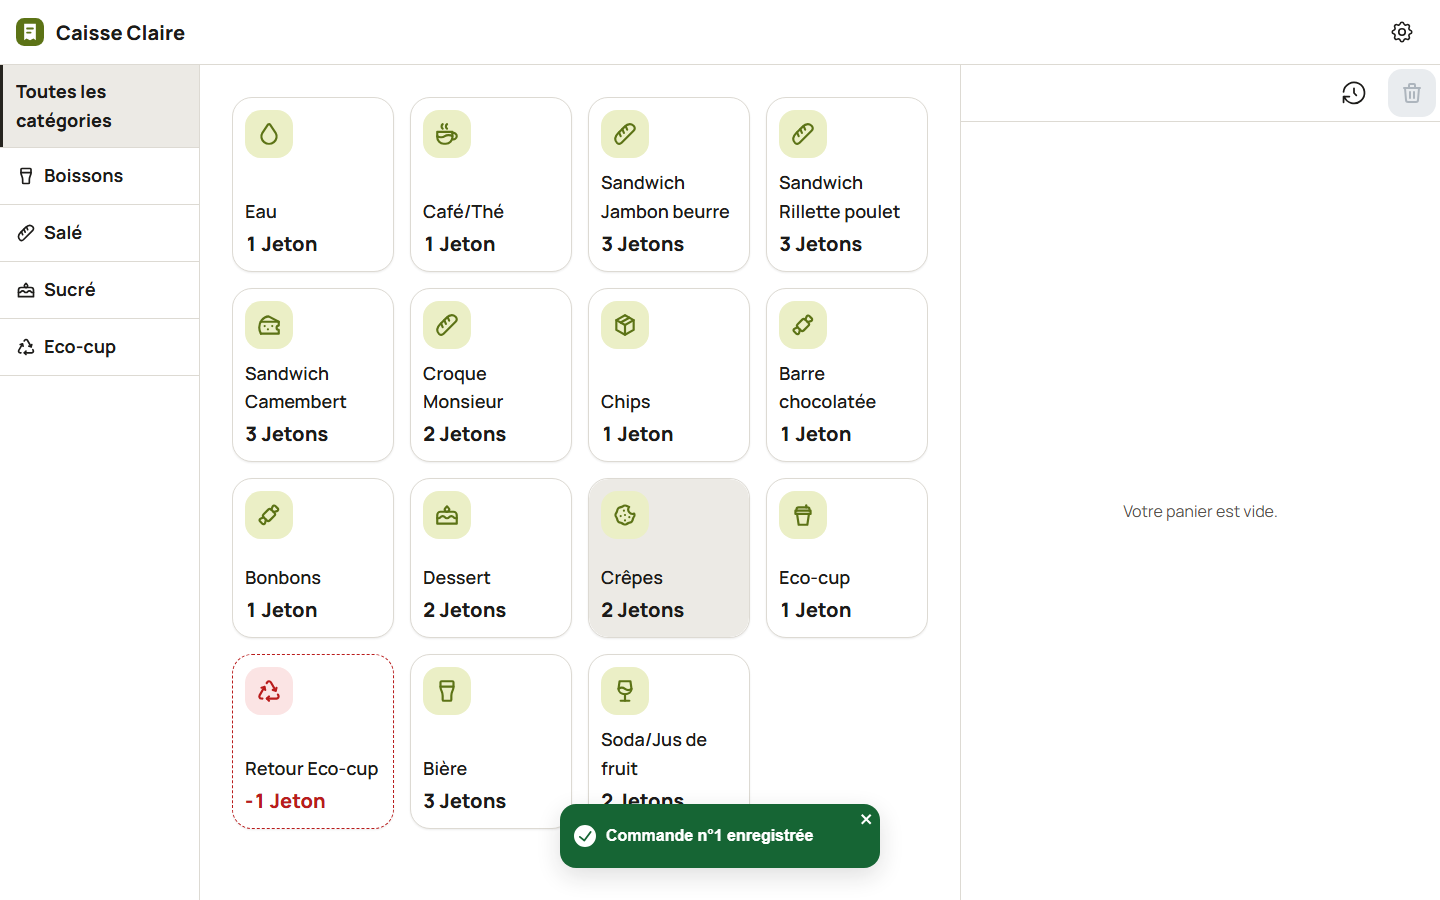 Caisse Claire
Toutes les
catégories
Boissons
Salé
Sucré
Eco-cup
Eau
1 Jeton
Café/Thé
1 Jeton
Sandwich
Jambon beurre
3 Jetons
Sandwich
Rillette poulet
3 Jetons
Sandwich
Camembert
3 Jetons
Croque
Monsieur
2 Jetons
Chips
1 Jeton
Barre
chocolatée
1 Jeton
Bonbons
1 Jeton
Dessert
2 Jetons
Crêpes
2 Jetons
Eco-cup
1 Jeton
Retour Eco-cup
-1 Jeton
Bière
3 Jetons
Soda/Jus de
fruit
2 Jetons
Votre panier est vide.
Commande n°1 enregistrée